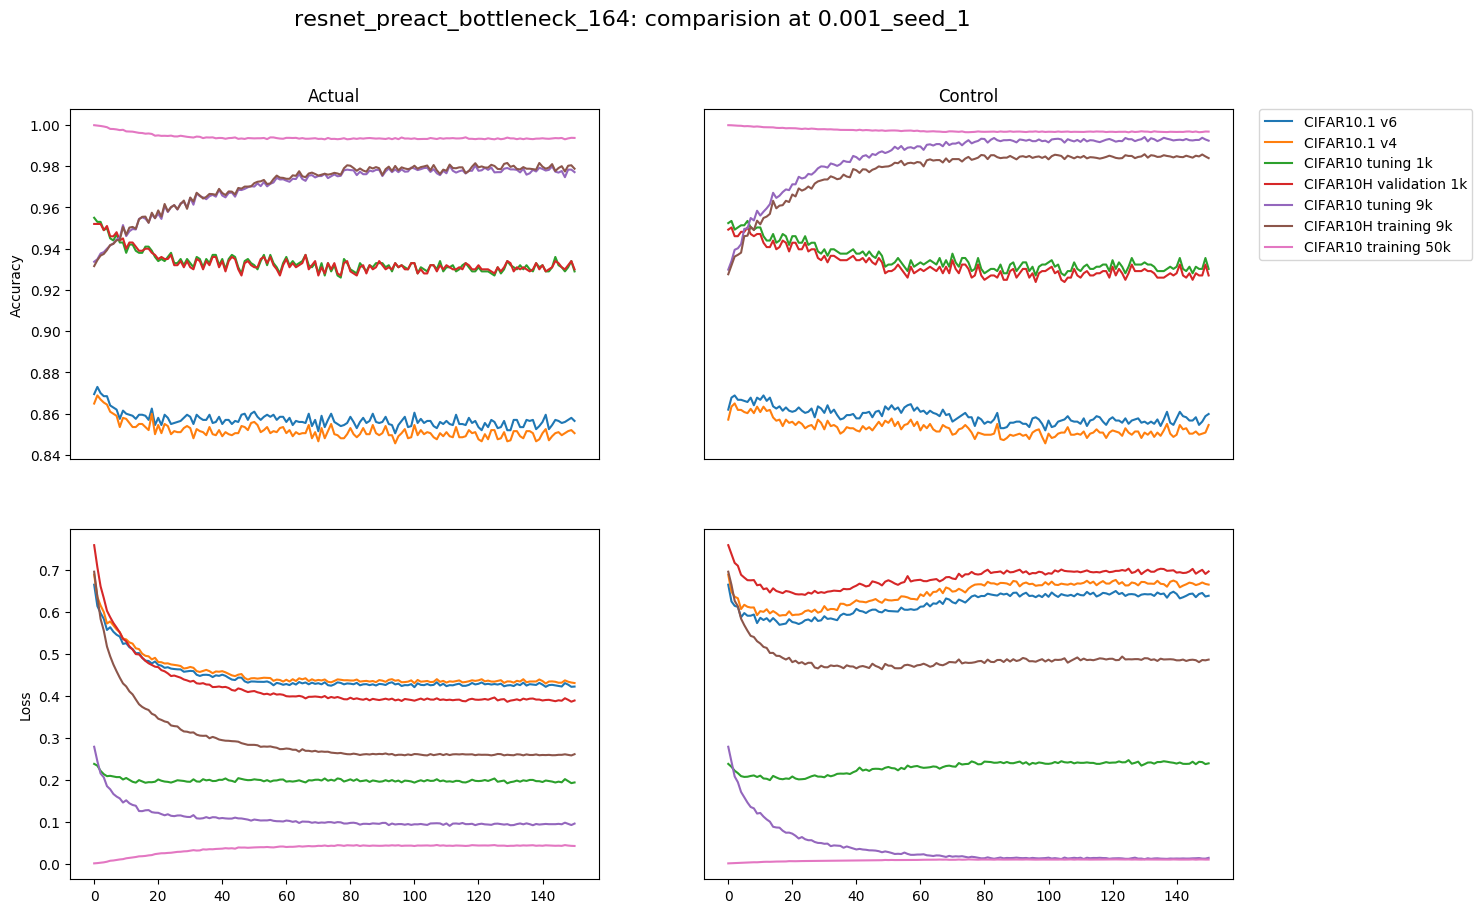 resnet_preact_bottleneck_164: comparision at 0.001_seed_1
Actual
Control
1.00
0.98
0.96
0.94
0.92
0.90
0.88
0.86
0.84
Accuracy
CIFAR10.1 v6
CIFAR10.1 v4
CIFAR10 tuning 1k
CIFAR10H validation 1k
CIFAR10 tuning 9k
CIFAR10H training 9k
CIFAR10 training 50k
0.7
0.6
0.5
0.4
0.3
0.2
0.1
0.0
Loss
0 20 40 60 80 100 120 140
0 20 40 60 80 100 120 140